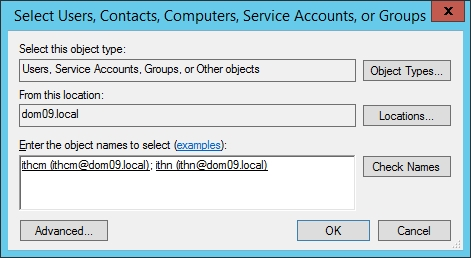 Select Users, Contacts, Computers, Service Accounts, or Groups
x
Select this object type:
Users, Service Accounts, Groups, or Other objects
Object Types...
From this location:
dom09.local
Locations...
Enter the object names to select (examples):
ithcm (ithcm@dom09.local); ithn (ithn@dom09.local)
Check Names
Advanced...
OK
Cancel